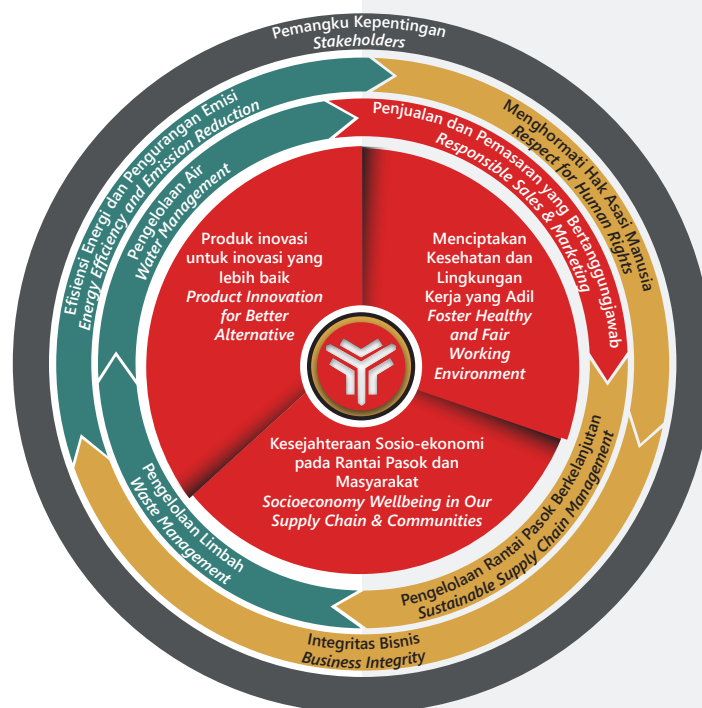 Pemangku Kepentingan
Stakeholders
Efisiensi Energi dan Pengurangan Emisi
Energy Efficiency and Emission Reduction
Menghormati Hak Asasi Manusia
Respect for Human Rights
Pengelolaan Air
Water Management
Penjualan dan Pemasaran yang Bertanggungjawab
Responsible Sales & Marketing
Produk inovasi
untuk inovasi yang
lebih baik
Product Innovation
for Better
Alternative
Menciptakan
Kesehatan dan
Lingkungan
Kerja yang Adil
Foster Healthy
and Fair
Working
Environment
Kesejahteraan Sosio-ekonomi
pada Rantai Pasok dan
Masyarakat
Socioeconomy Wellbeing in Our
Supply Chain & Communities
Pengelolaan Limbah
Waste Management
Pengelolaan Rantai Pasok Berkelanjutan
Sustainable Supply Chain Management
Integritas Bisnis
Business Integrity